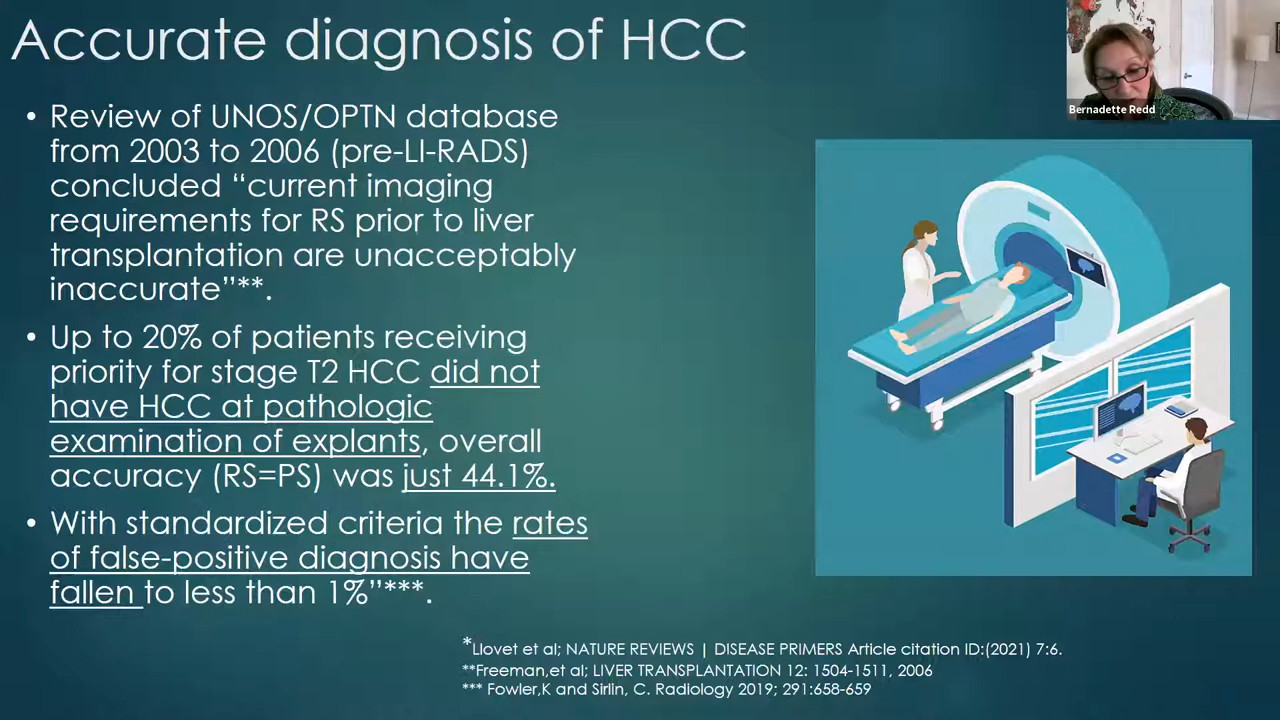 Accurate diagnosis of HCC
Bernadette Redd
• Review of UNOS/OPTN database
from 2003 to 2006 (pre-LI-RADS)
concluded “current imaging
requirements for RS prior to liver
transplantation are unacceptably
inaccurate”**.
• Up to 20% of patients receiving
priority for stage T2 HCC did not
have HCC at pathologic
examination of explants, overall
accuracy (RS=PS) was just 44.1%.
• With standardized criteria the rates
of false-positive diagnosis have
fallen to less than 1%”***.
*Llovet et al; NATURE REVIEWS | DISEASE PRIMERS Article citation ID:(2021) 7:6.
**Freeman,et al; LIVER TRANSPLANTATION 12: 1504-1511, 2006
*** Fowler,K and Sirlin, C. Radiology 2019; 291:658-659